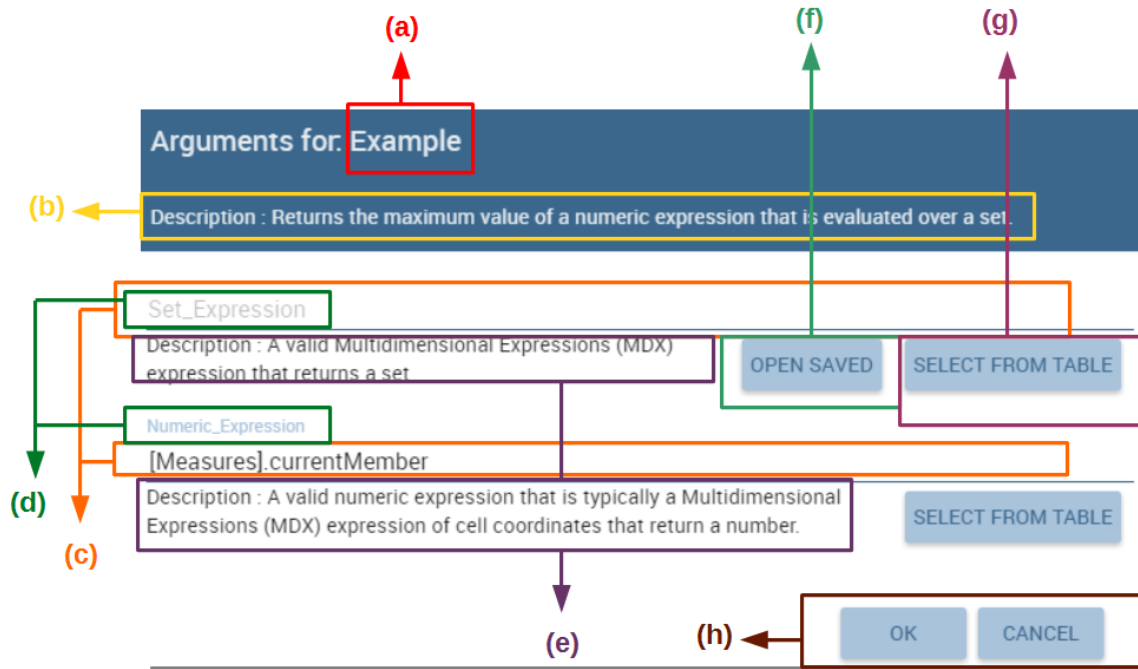 (a)
(f)
(g)
Arguments for: Example
(b)
Description : Returns the maximum value of a numeric expression that is evaluated over a set.
Set_Expression
Description : A valid Multidimensional Expressions (MDX)
expression that returns a set
OPEN SAVED
SELECT FROM TABLE
Numeric_Expression
[Measures].currentMember
(d)
Description : A valid numeric expression that is typically a Multidimensional
Expressions (MDX) expression of cell coordinates that return a number.
SELECT FROM TABLE
(c)
(e)
(h)
OK
CANCEL